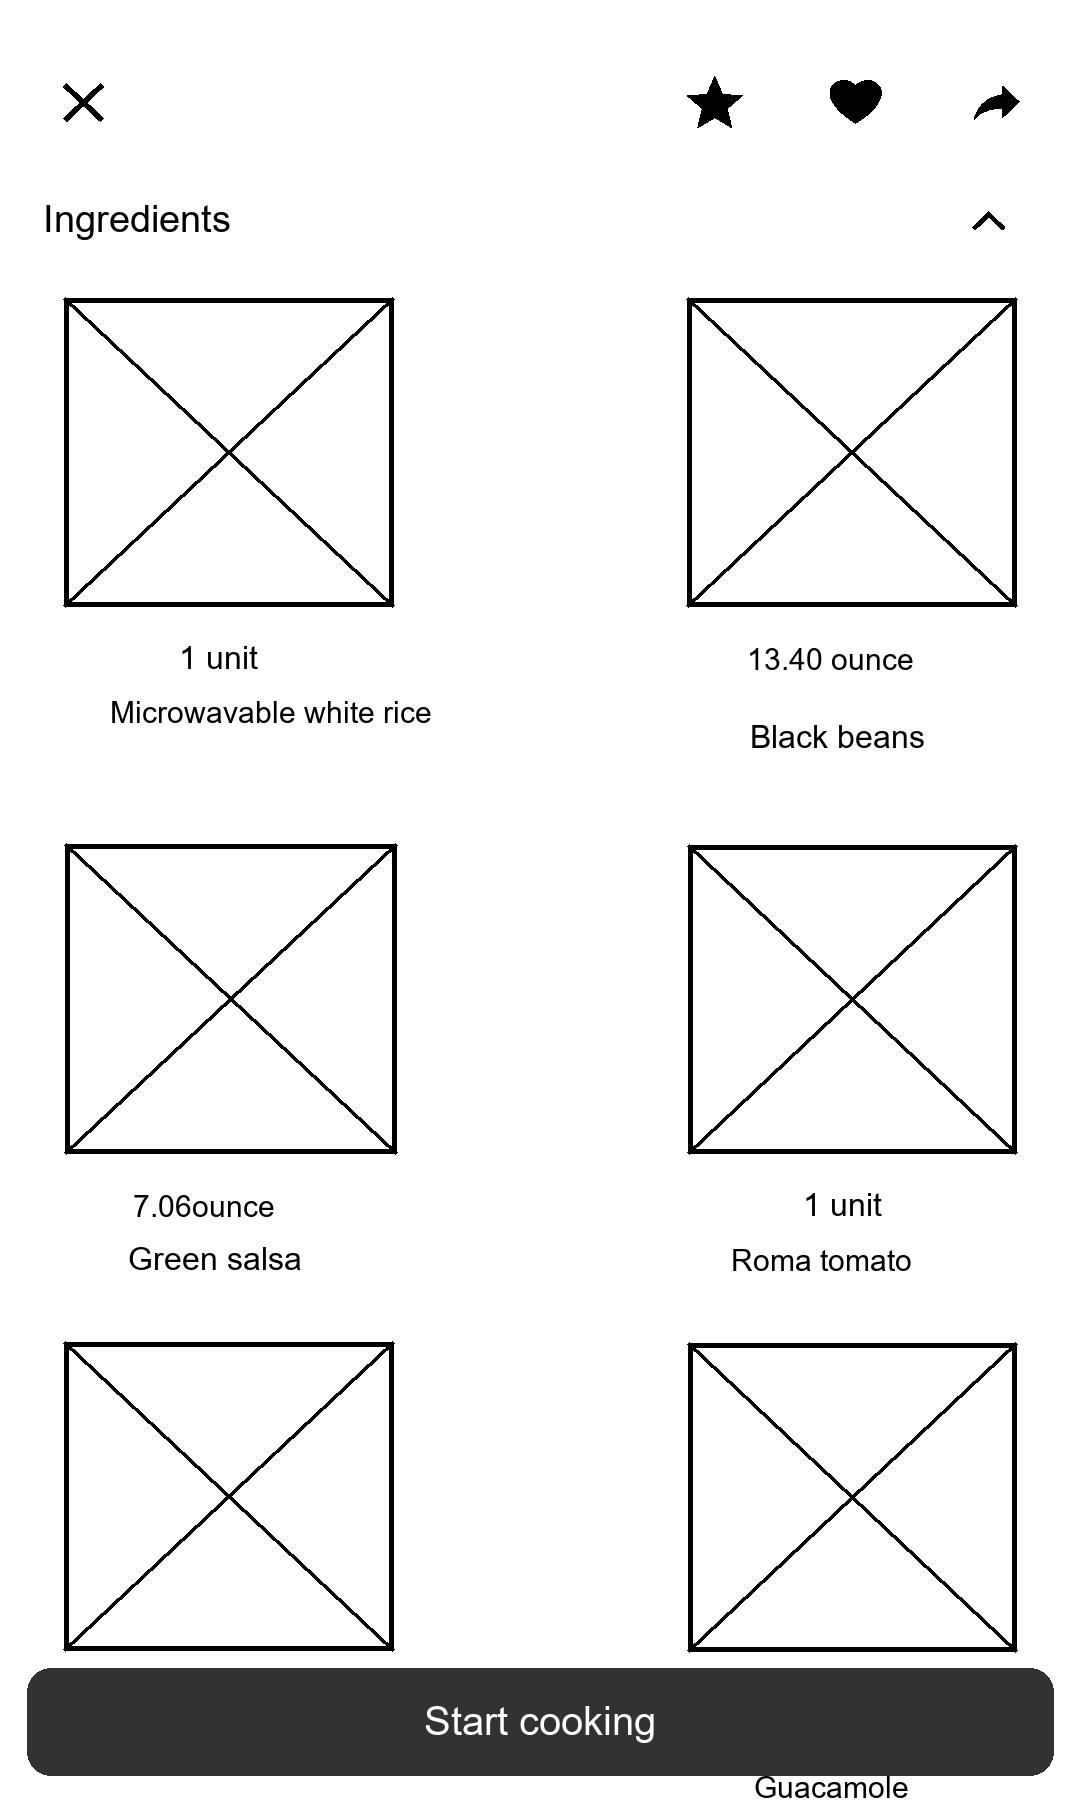 Ingredients
1 unit
13.40 ounce
Microwavable white rice
Black beans
7.06ounce
1 unit
Green salsa
Roma tomato
Start cooking
Guacamole